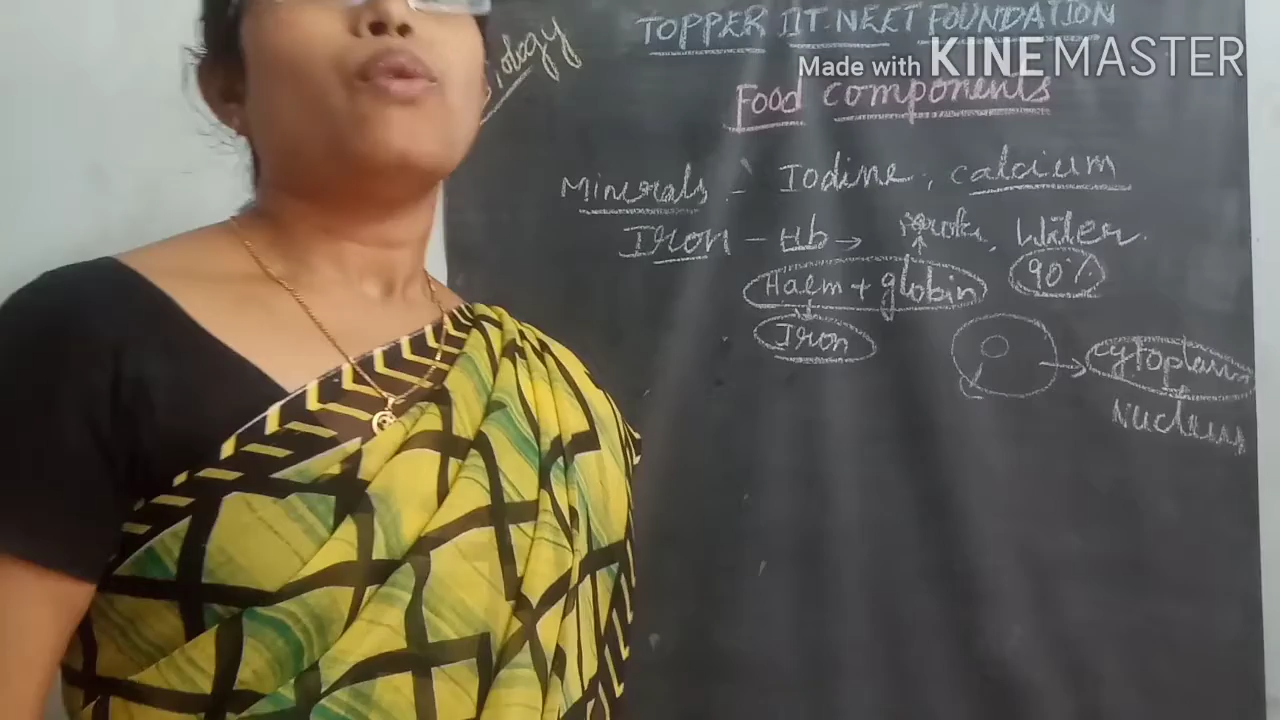 TOPPER IIT-NEET FOUNDATION
Made with KINEMASTER
Food components
Minerals :- Iodine, calcium
Iron - Hb → , Water.
Haem + globin 90%
Iron
cytoplasm
Nucleus